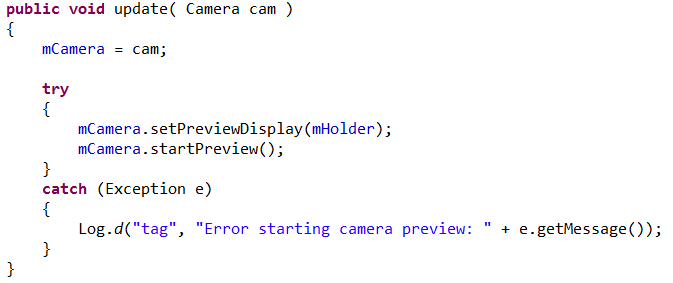 public void update( Camera cam )
{
    mCamera = cam;

    try
    {
        mCamera.setPreviewDisplay(mHolder);
        mCamera.startPreview();
    }
    catch (Exception e)
    {
        Log.d("tag", "Error starting camera preview: " + e.getMessage());
    }
}